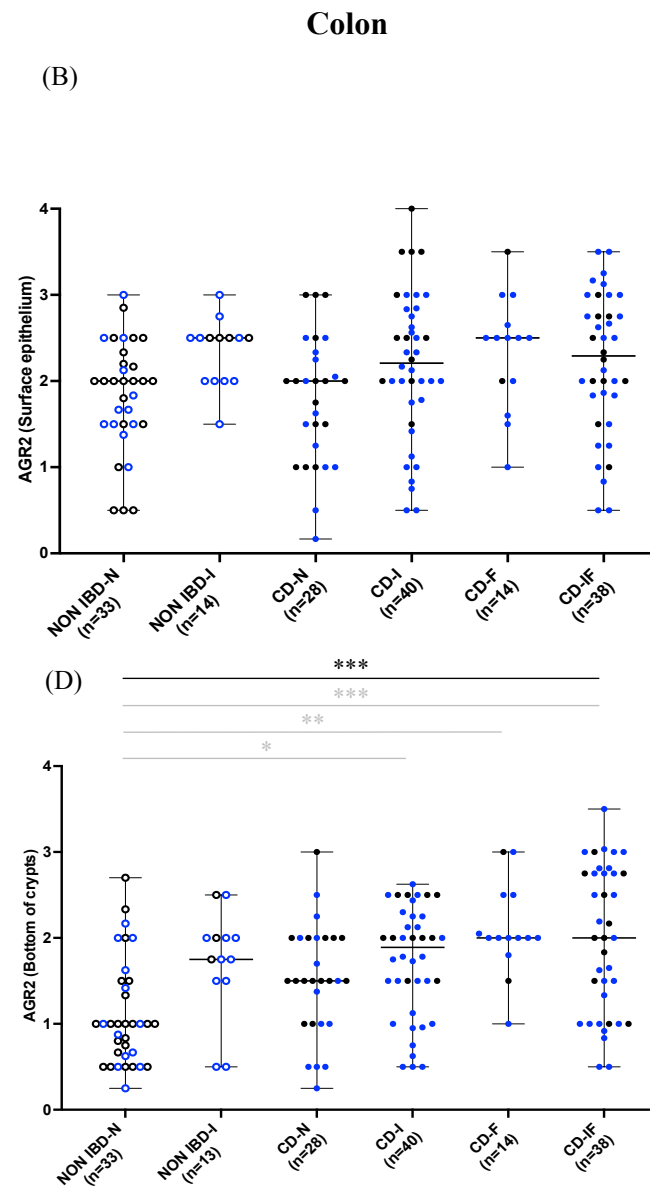 Colon
(B)
AGR2 (Surface epithelium)
4
3
2
1
0
NON IBD-N
(n=33)
NON IBD-I
(n=14)
CD-N
(n=28)
CD-I
(n=40)
CD-F
(n=14)
CD-IF
(n=38)
(D)
***
***
**
*
AGR2 (Bottom of crypts)
4
3
2
1
0
NON IBD-N
(n=33)
NON IBD-I
(n=13)
CD-N
(n=28)
CD-I
(n=40)
CD-F
(n=14)
CD-IF
(n=38)